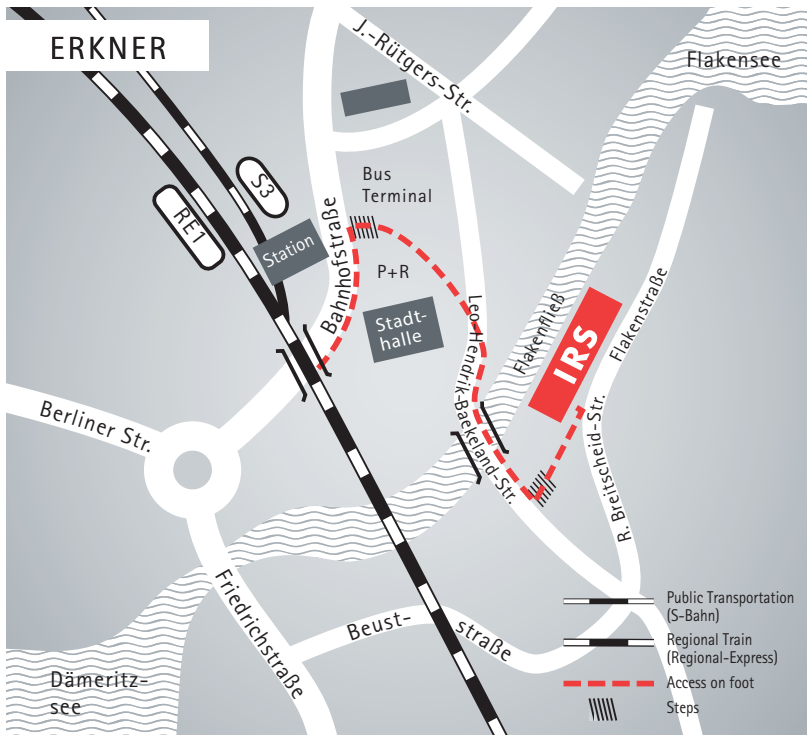 ERKNER
J.-Rütgers-Str.
Flakensee
S3
RE1
Bus
Terminal
Station
Bahnhofstraße
P+R
Stadt-
halle
Leo-Hendrik-Baekeland-Str.
Flakenfließ
IRS
Flakenstraße
Berliner Str.
R. Breitscheid-Str.
Friedrichstraße
Beust-
straße
Dämeritz-
see
Public Transportation
(S-Bahn)
Regional Train
(Regional-Express)
Access on foot
Steps